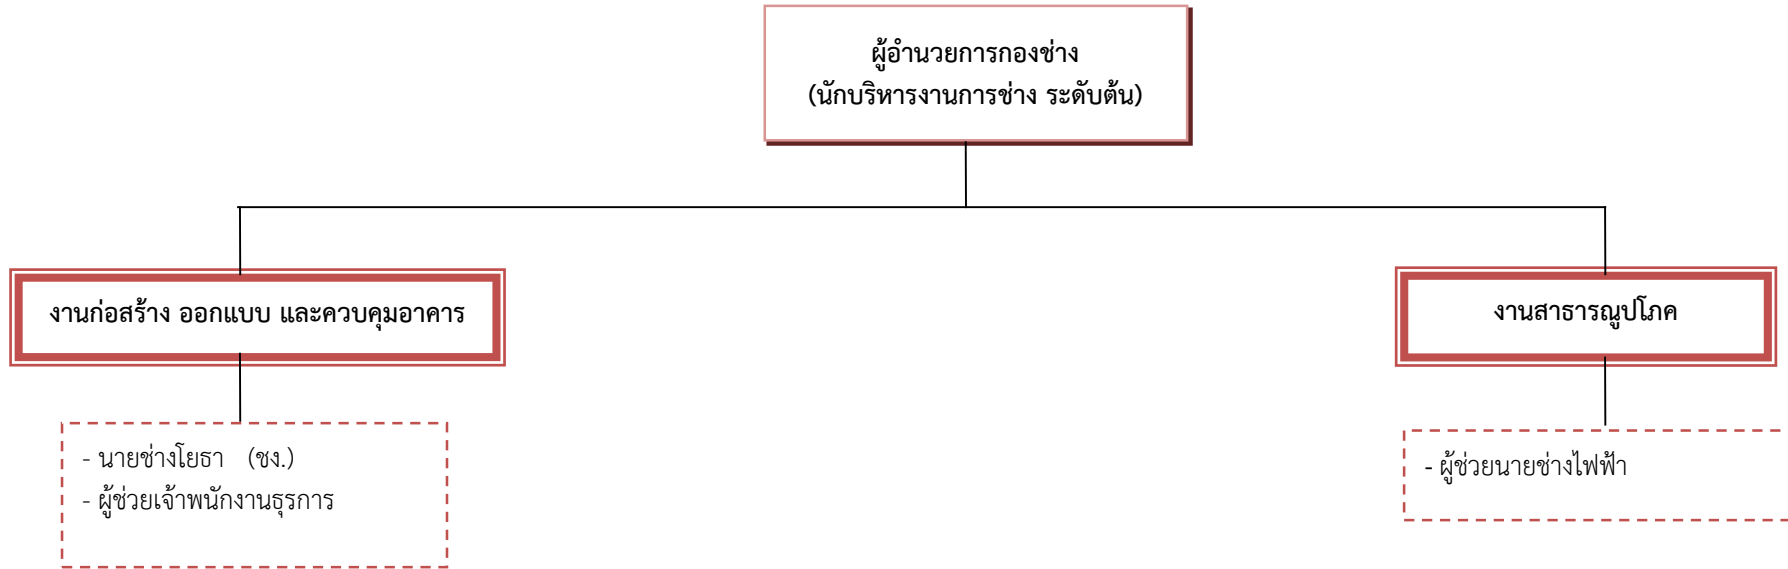 ผู้อำนวยการกองช่าง
(นักบริหารงานการช่าง ระดับต้น)
งานก่อสร้าง ออกแบบ และควบคุมอาคาร
งานสาธารณูปโภค
- นายช่างโยธา (ชง.)
- ผู้ช่วยเจ้าพนักงานธุรการ
- ผู้ช่วยนายช่างไฟฟ้า